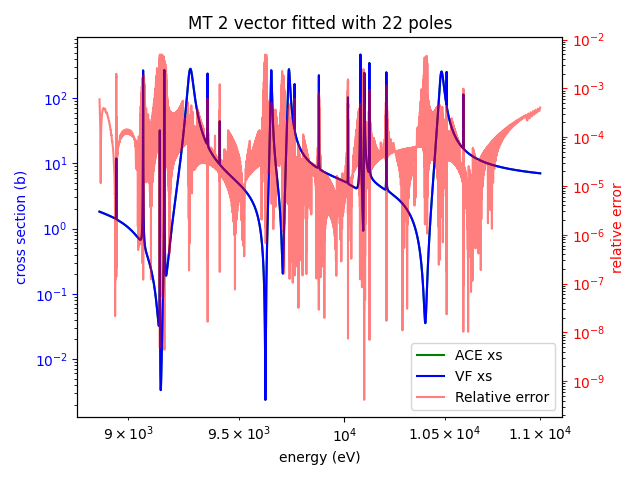 MT 2 vector fitted with 22 poles
cross section (b)
10²
10¹
10⁰
10⁻¹
10⁻²
10⁻²
10⁻³
10⁻⁴
10⁻⁵
10⁻⁶
10⁻⁷
10⁻⁸
10⁻⁹
relative error
ACE xs
VF xs
Relative error
9 × 10³ 9.5 × 10³ 10⁴ 1.05 × 10⁴ 1.1 × 10⁴
energy (eV)